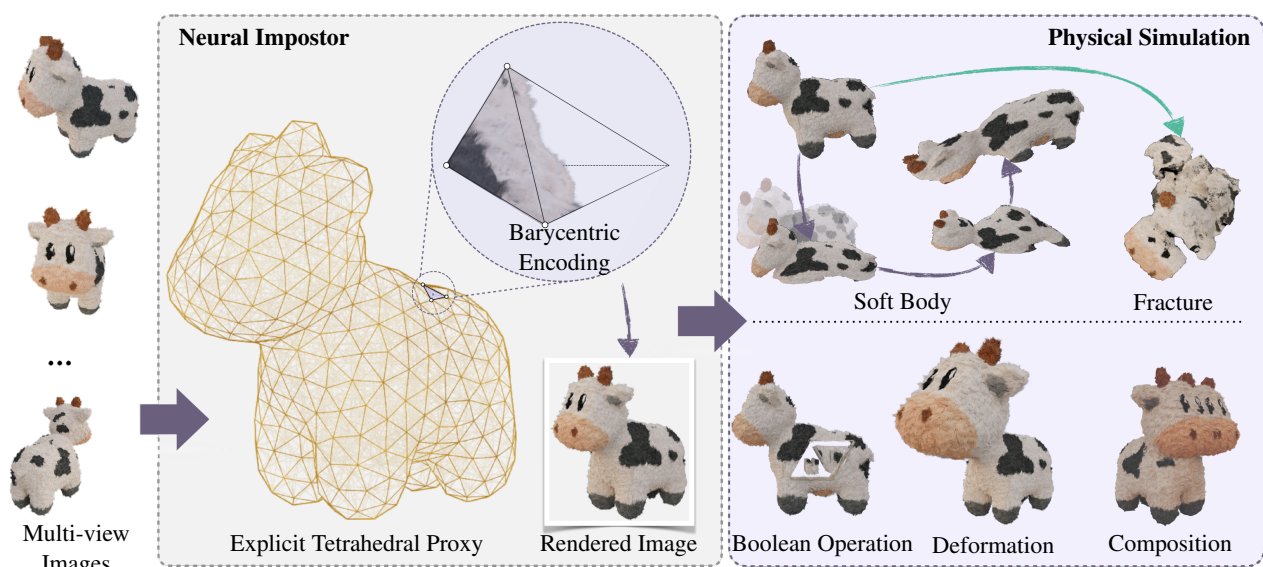 Neural Impostor
Physical Simulation
Barycentric
Encoding
Soft Body
Fracture
...
Multi-view
Images
Explicit Tetrahedral Proxy
Rendered Image
Boolean Operation
Deformation
Composition